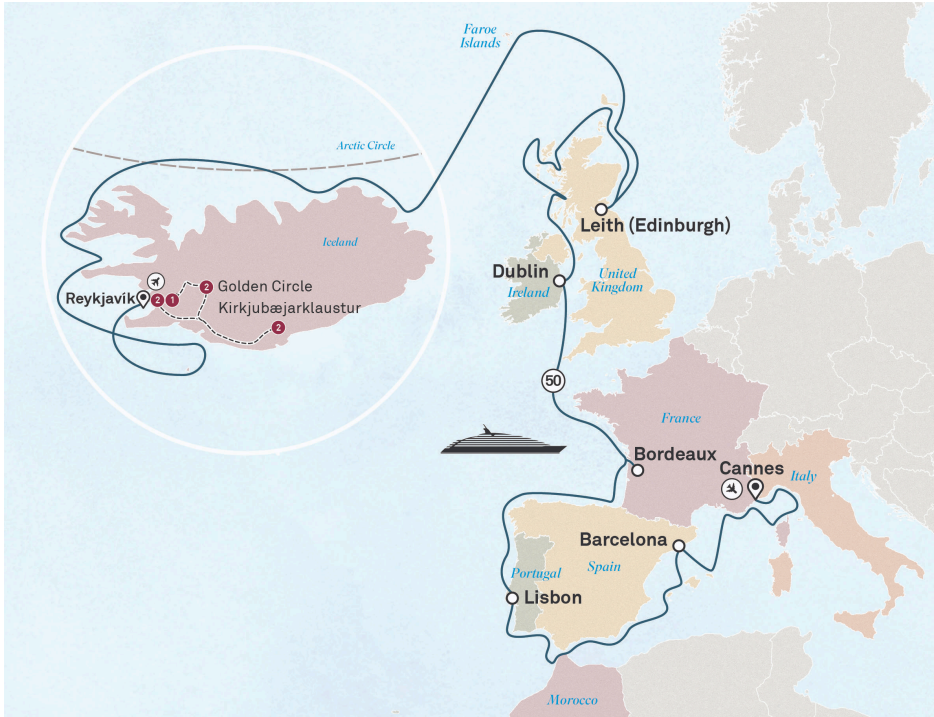 Faroe
Islands
Arctic Circle
Iceland
Reykjavík
2
1
2
Golden Circle
Kirkjubæjarklaustur
2
Leith (Edinburgh)
Dublin
Ireland
United
Kingdom
50
France
Bordeaux
Cannes
Italy
Barcelona
Portugal
Spain
Lisbon
Morocco